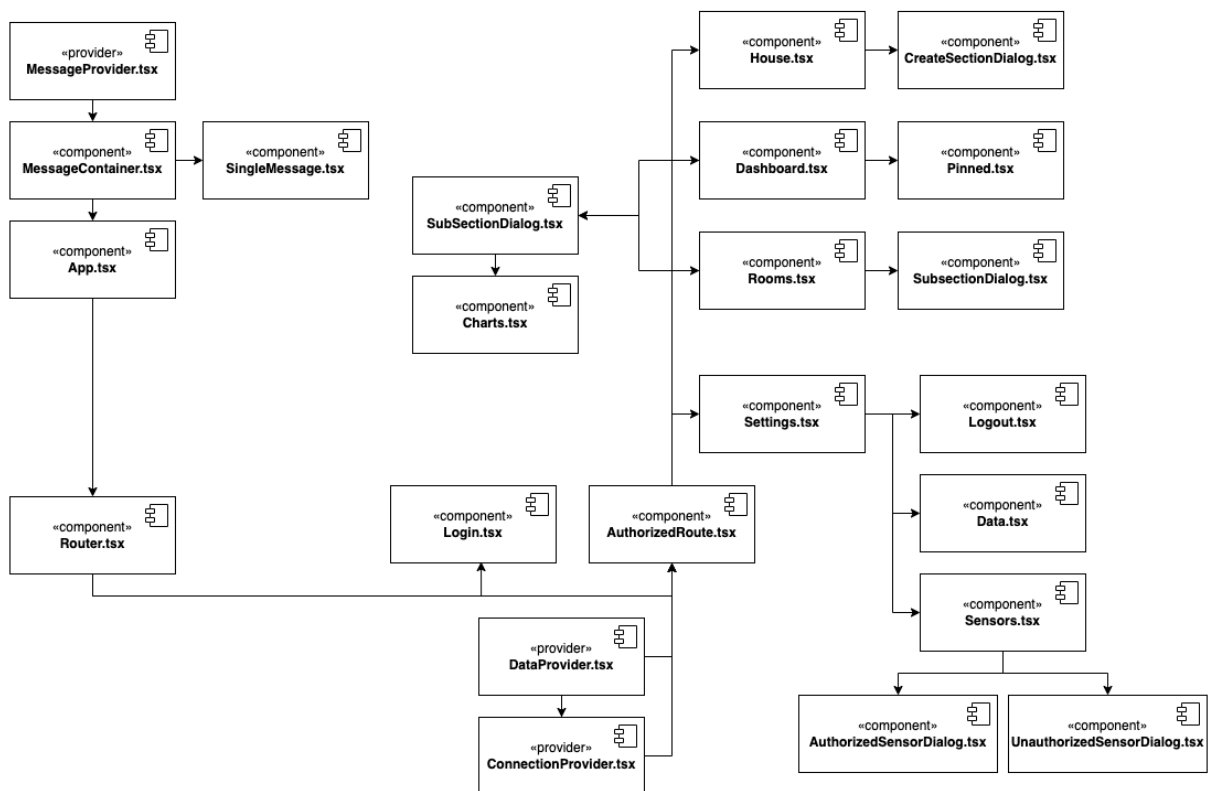 «provider»
MessageProvider.tsx
«component»
MessageContainer.tsx
«component»
SingleMessage.tsx
«component»
App.tsx
«component»
Router.tsx
«component»
SubSectionDialog.tsx
«component»
Charts.tsx
«component»
Login.tsx
«component»
AuthorizedRoute.tsx
«provider»
DataProvider.tsx
«provider»
ConnectionProvider.tsx
«component»
House.tsx
«component»
CreateSectionDialog.tsx
«component»
Dashboard.tsx
«component»
Pinned.tsx
«component»
Rooms.tsx
«component»
SubsectionDialog.tsx
«component»
Settings.tsx
«component»
Logout.tsx
«component»
Data.tsx
«component»
Sensors.tsx
«component»
AuthorizedSensorDialog.tsx
«component»
UnauthorizedSensorDialog.tsx